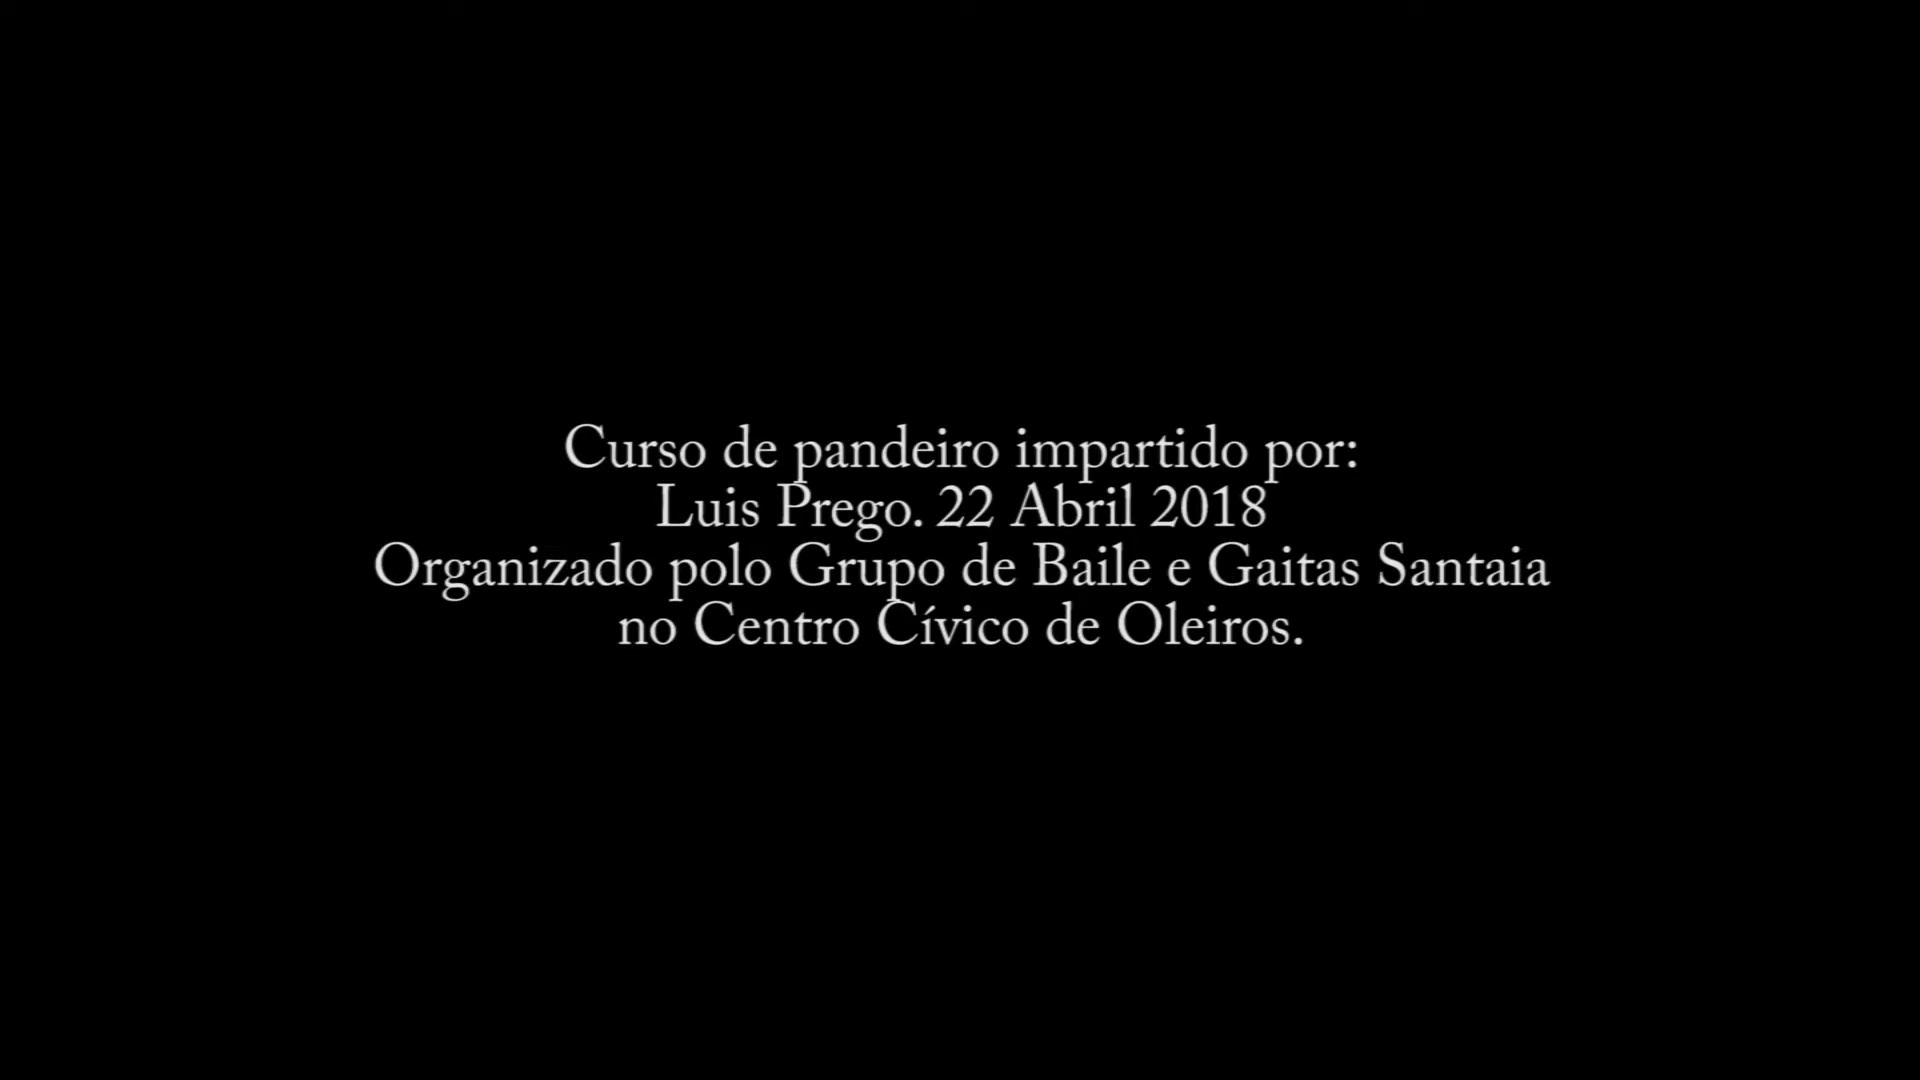 Curso de pandeiro impartido por:
Luis Prego. 22 Abril 2018
Organizado polo Grupo de Baile e Gaitas Santaia
no Centro Cívico de Oleiros.